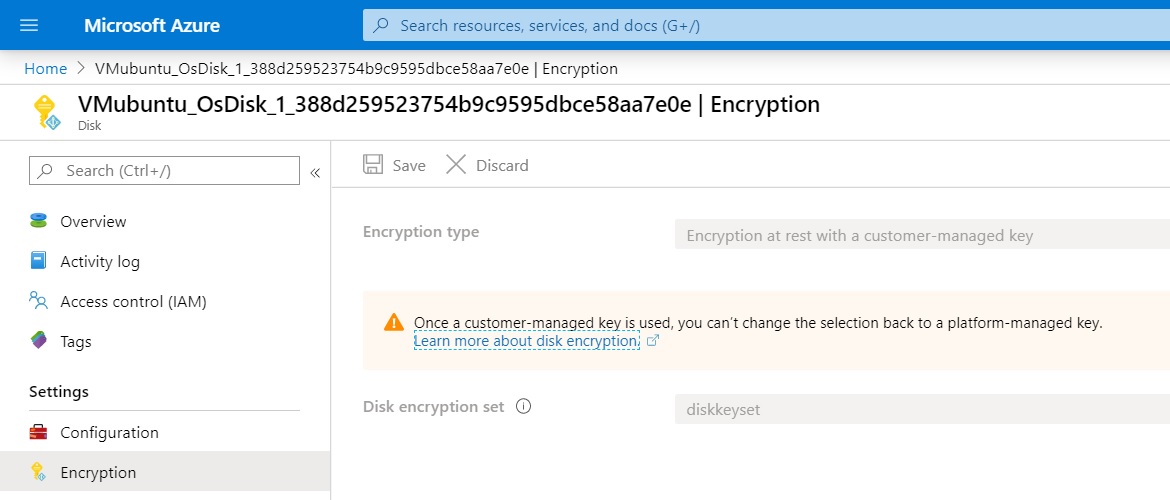 Microsoft Azure
Search resources, services, and docs (G+/)
Home > VMubuntu_OsDisk_1_388d259523754b9c9595dbce58aa7e0e | Encryption
VMubuntu_OsDisk_1_388d259523754b9c9595dbce58aa7e0e | Encryption
Disk
Search (Ctrl+/)
«
Save
Discard
Overview
Activity log
Access control (IAM)
Tags
Settings
Configuration
Encryption
Encryption type
Encryption at rest with a customer-managed key
Once a customer-managed key is used, you can’t change the selection back to a platform-managed key.
Learn more about disk encryption.
Disk encryption set
diskkeyset